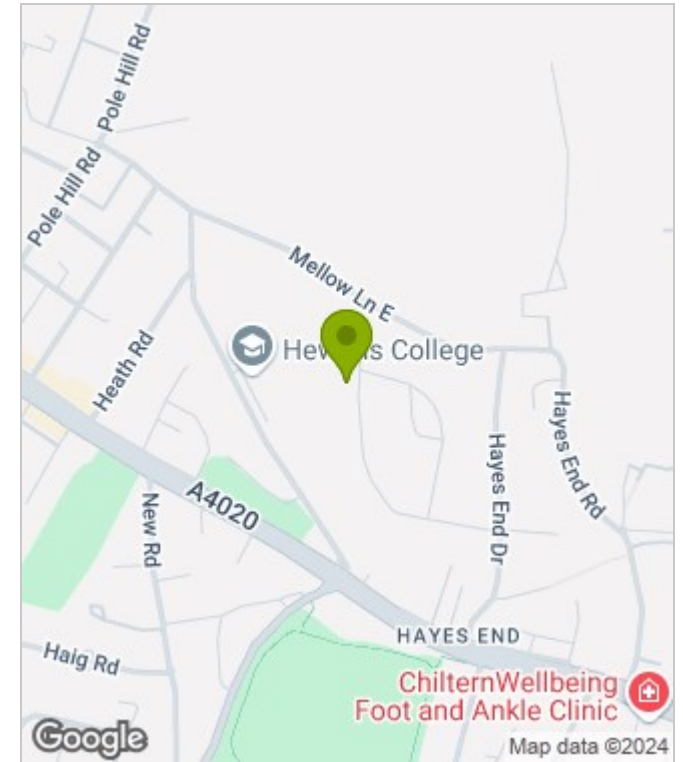 Pole Hill Rd
Pole Hill Rd
Mellow Ln E
Heath Rd
College
A4020
New Rd
Hayes End Dr
Hayes End Rd
Haig Rd
HAYES END
ChilternWellbeing
Foot and Ankle Clinic
Google
Map data ©2024